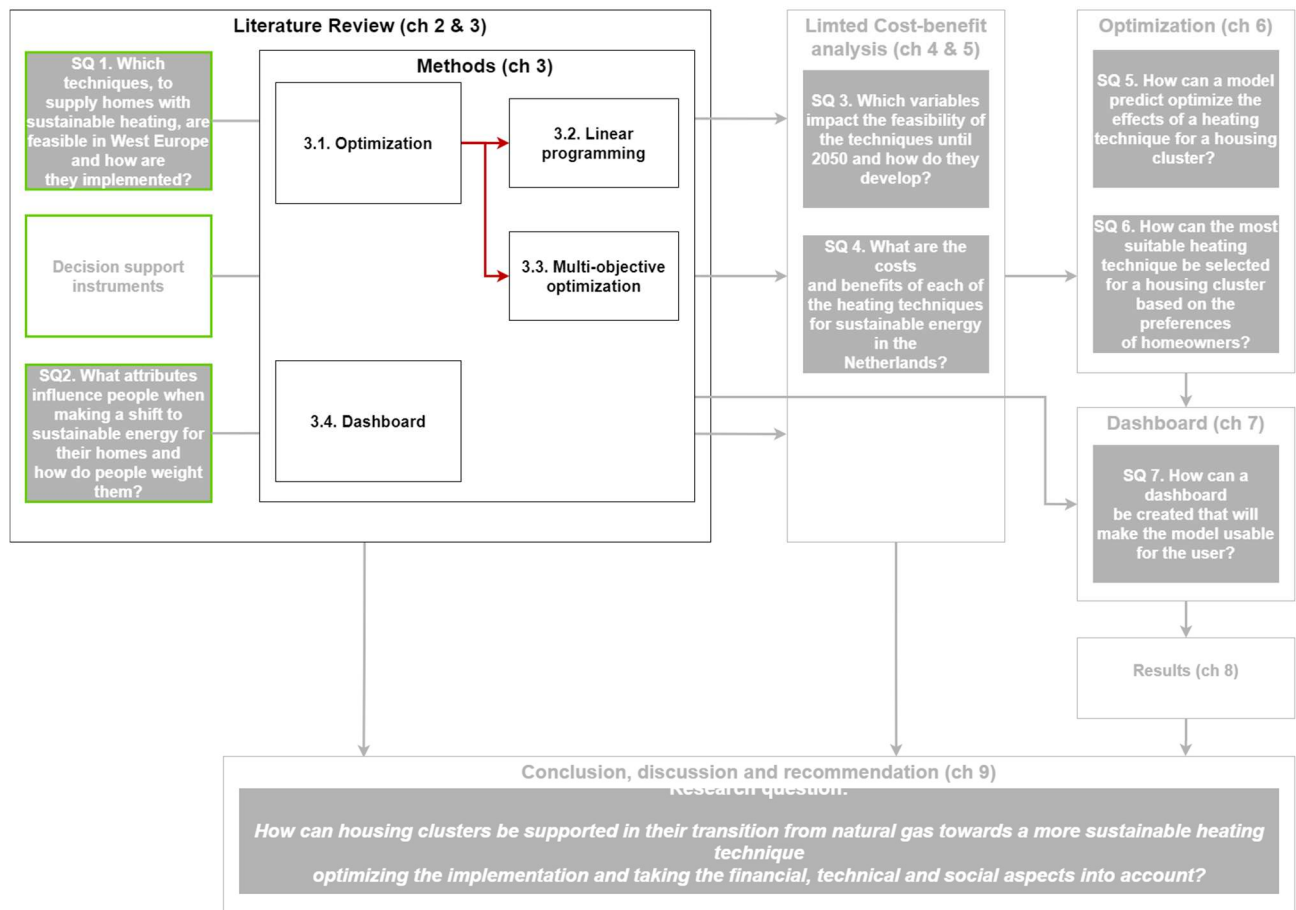 Literature Review (ch 2 & 3)
SQ 1. Which
techniques, to
supply homes with
sustainable heating, are
feasible in West Europe
and how are
they implemented?
Decision support
instruments
SQ2. What attributes
influence people when
making a shift to
sustainable energy for
their homes and
how do people weight
them?
Methods (ch 3)
3.1. Optimization
3.2. Linear
programming
3.3. Multi-objective
optimization
3.4. Dashboard
Limted Cost-benefit
analysis (ch 4 & 5)
SQ 3. Which variables
impact the feasibility of
the techniques until
2050 and how do they
develop?
SQ 4. What are the
costs
and benefits of each of
the heating techniques
for sustainable energy
in the
Netherlands?
Optimization (ch 6)
SQ 5. How can a model
predict optimize the
effects of a heating
technique for a housing
cluster?
SQ 6. How can the most
suitable heating
technique be selected
for a housing cluster
based on the
preferences
of homeowners?
Dashboard (ch 7)
SQ 7. How can a
dashboard
be created that will
make the model usable
for the user?
Results (ch 8)
Conclusion, discussion and recommendation (ch 9)
Research question:
How can housing clusters be supported in their transition from natural gas towards a more sustainable heating
technique
optimizing the implementation and taking the financial, technical and social aspects into account?